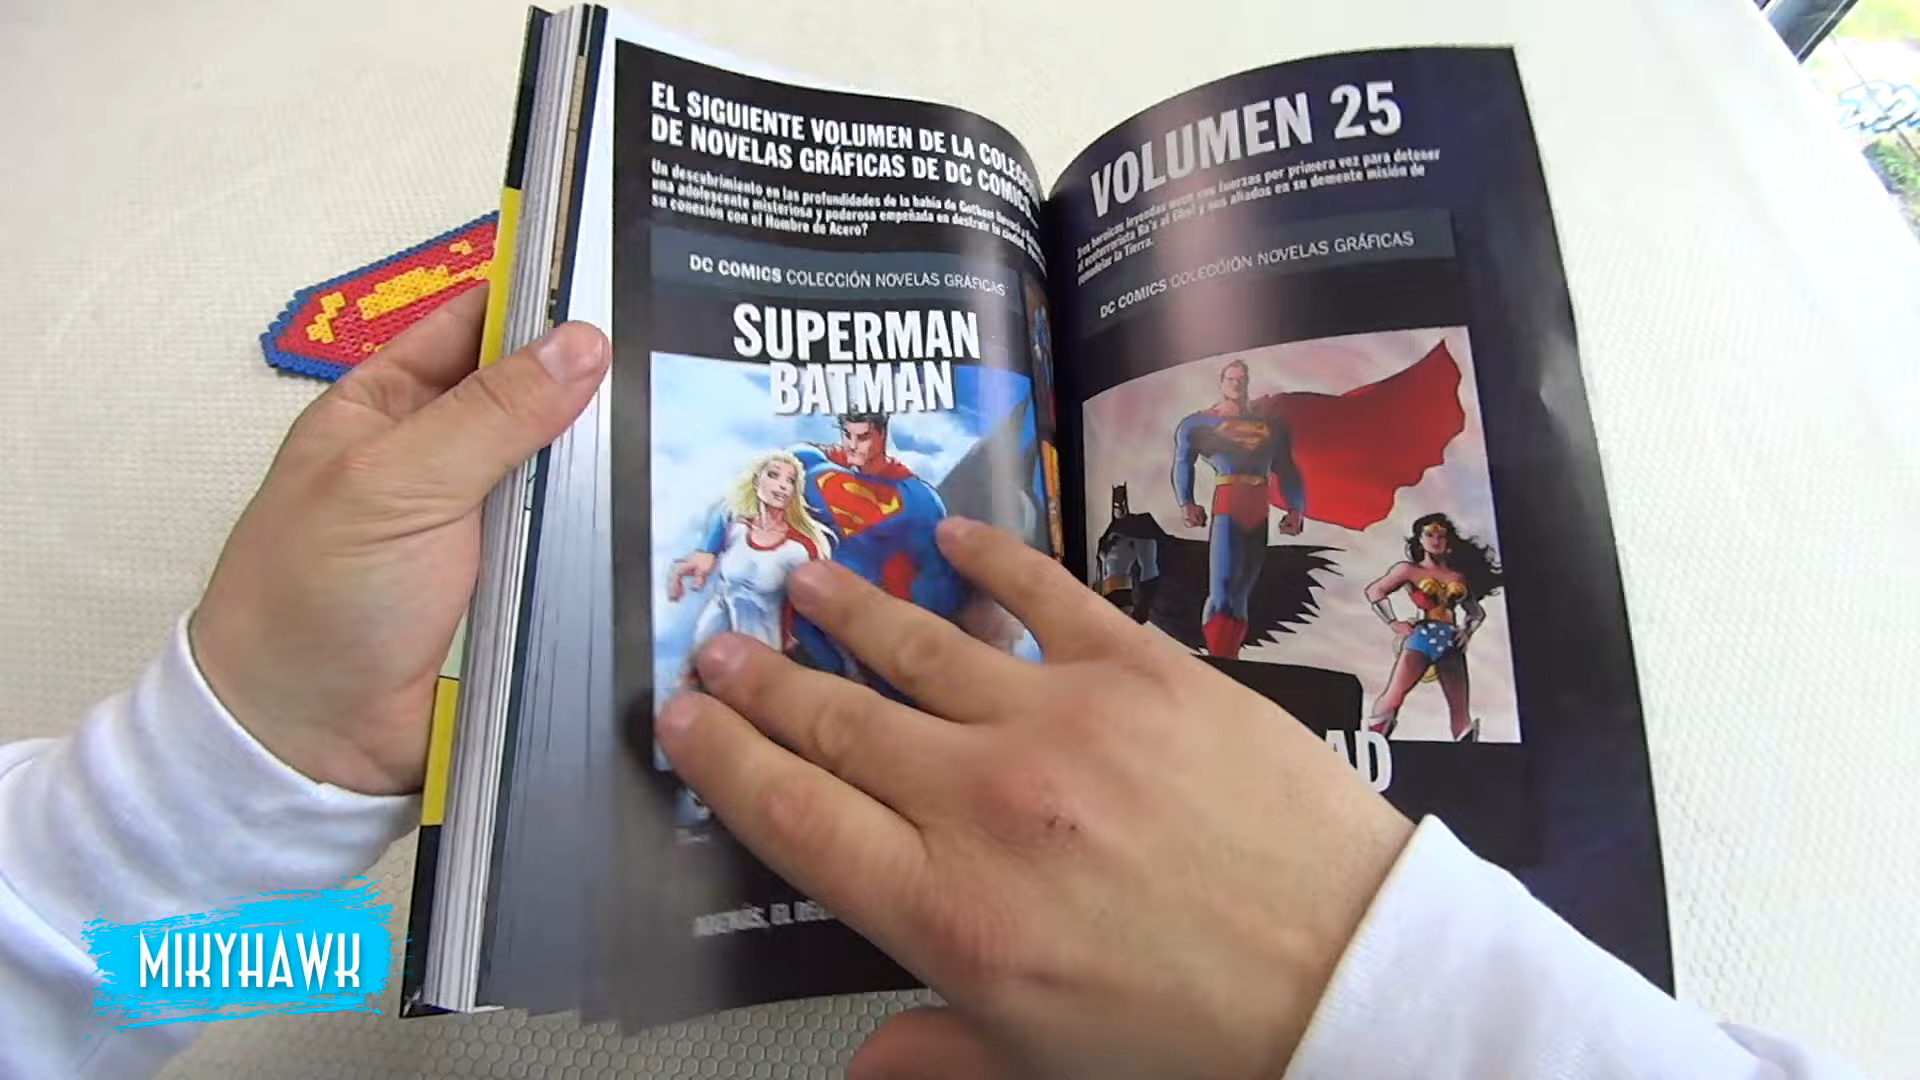 EL SIGUIENTE VOLUMEN DE LA
DE NOVELAS GRÁFICAS DE DC COMICS
Un descubrimiento en las profundidades de la bahía de Gotham
una adolescente misteriosa y poderosa empeñada en destruir la ciudad.
su conexión con el Hombre de Acero?
DC COMICS COLECCIÓN NOVELAS GRÁFICAS
SUPERMAN
BATMAN
VOLUMEN 25
Tres heroicas leyendas unen sus fuerzas por primera vez para detener
al ecoterrorista Ra's al Ghul y sus aliados en su demente misión de
remodelar la Tierra.
DC COMICS COLECCIÓN NOVELAS GRÁFICAS
AD
MIKYHAWK